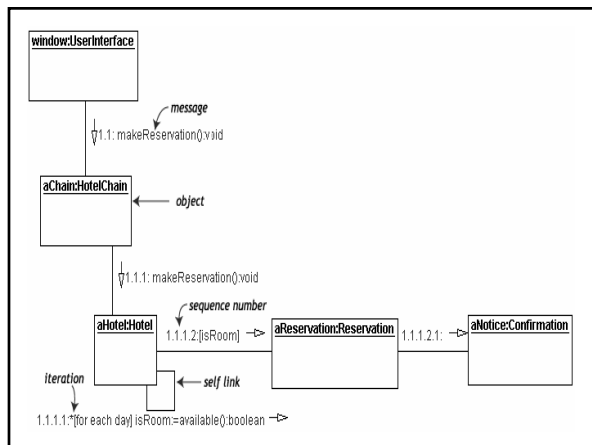 window:UserInterface
message
1.1: makeReservation():void
aChain:HotelChain
object
1.1.1: makeReservation():void
sequence number
aHotel:Hotel
1.1.1.2:[isRoom]
aReservation:Reservation
1.1.1.2.1:
aNotice:Confirmation
iteration
self link
1.1.1.1:*[for each day] isRoom:=available():boolean